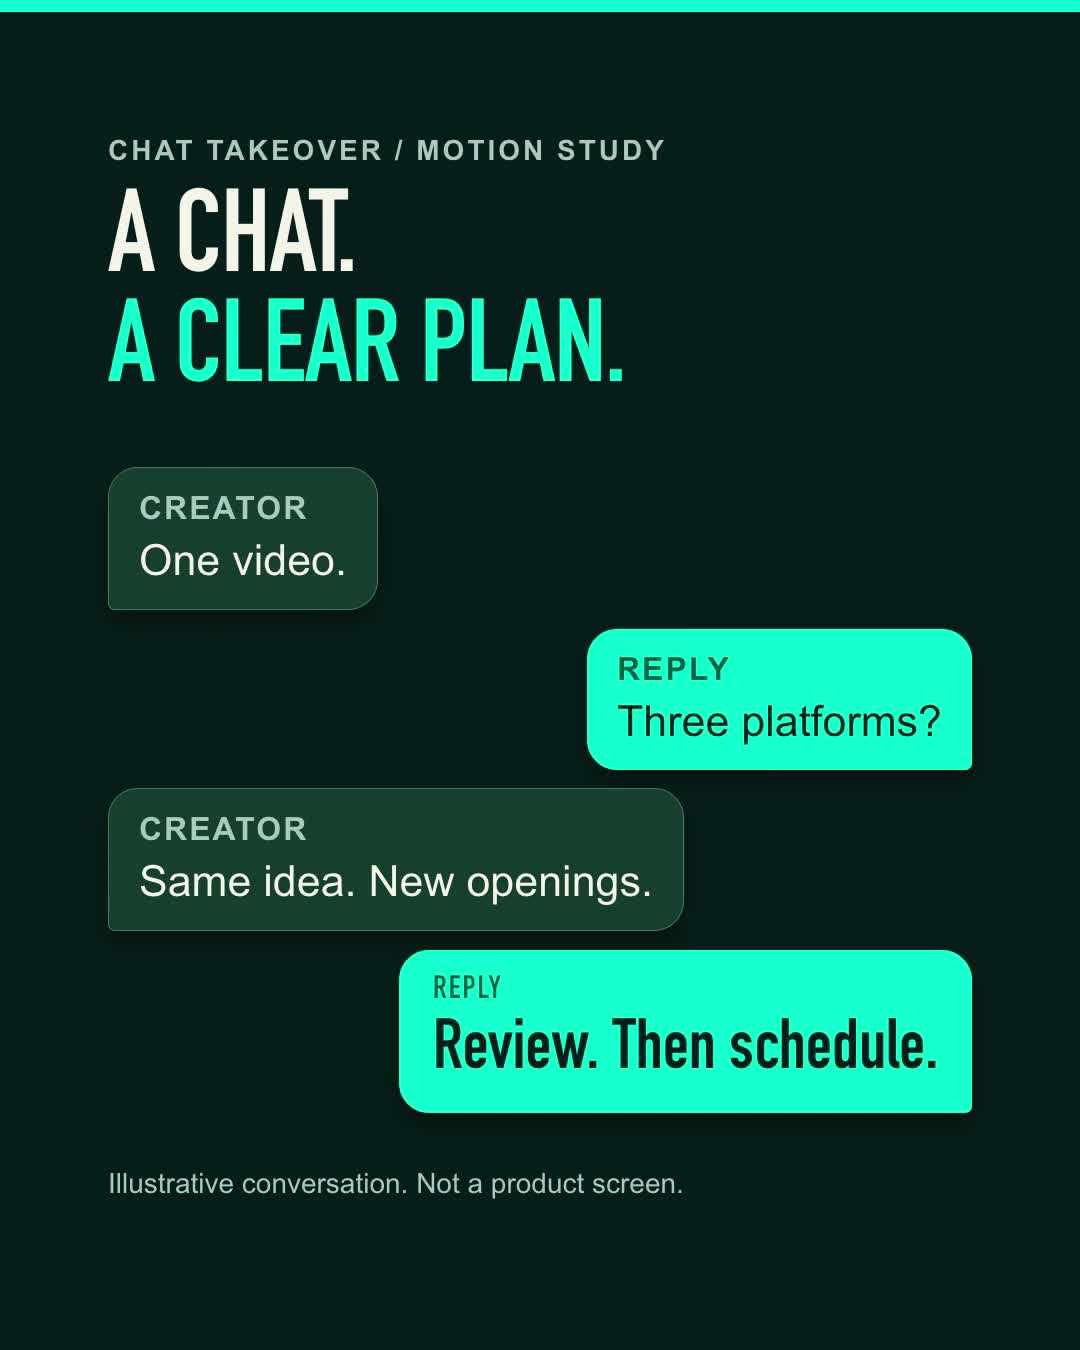 CHAT TAKEOVER / MOTION STUDY
A CHAT.
A CLEAR PLAN.
CREATOR
One video.
REPLY
Three platforms?
CREATOR
Same idea. New openings.
REPLY
Review. Then schedule.
Illustrative conversation. Not a product screen.